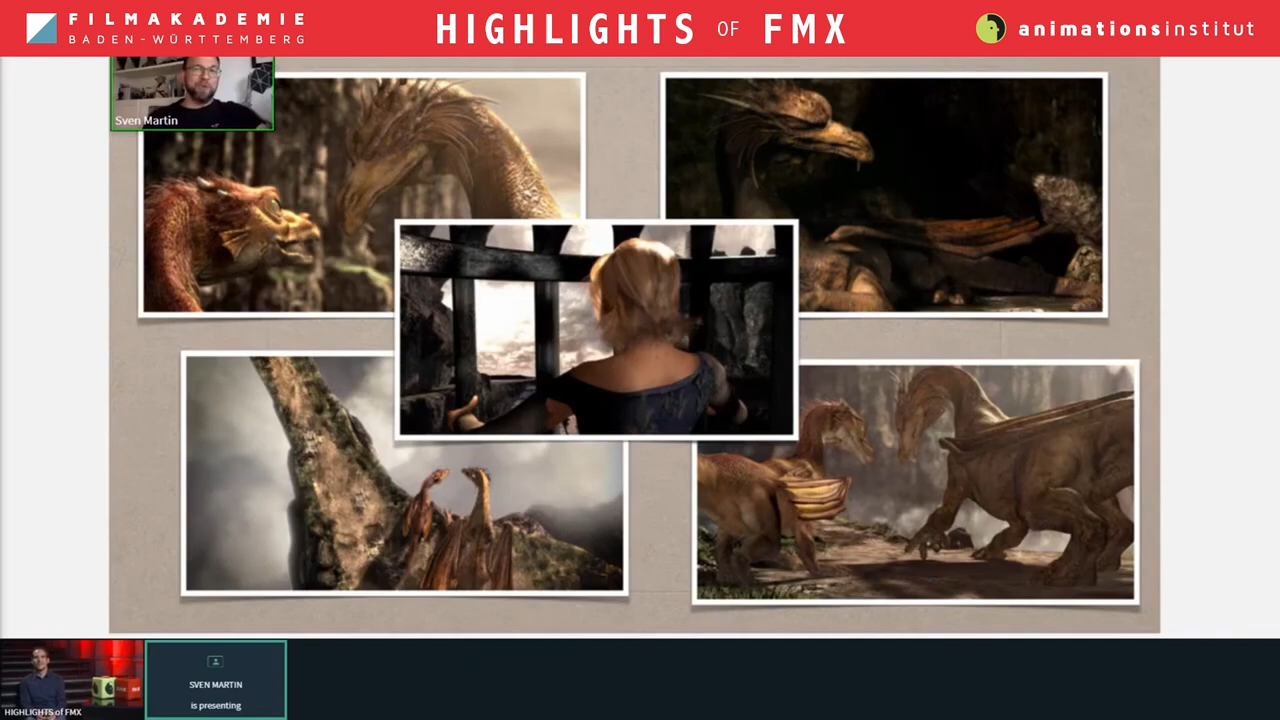 FILMAKADEMIE
BADEN-WÜRTTEMBERG
HIGHLIGHTS OF FMX
animationsinstitut
Sven Martin
HIGHLIGHTS of FMX
SVEN MARTIN
is presenting